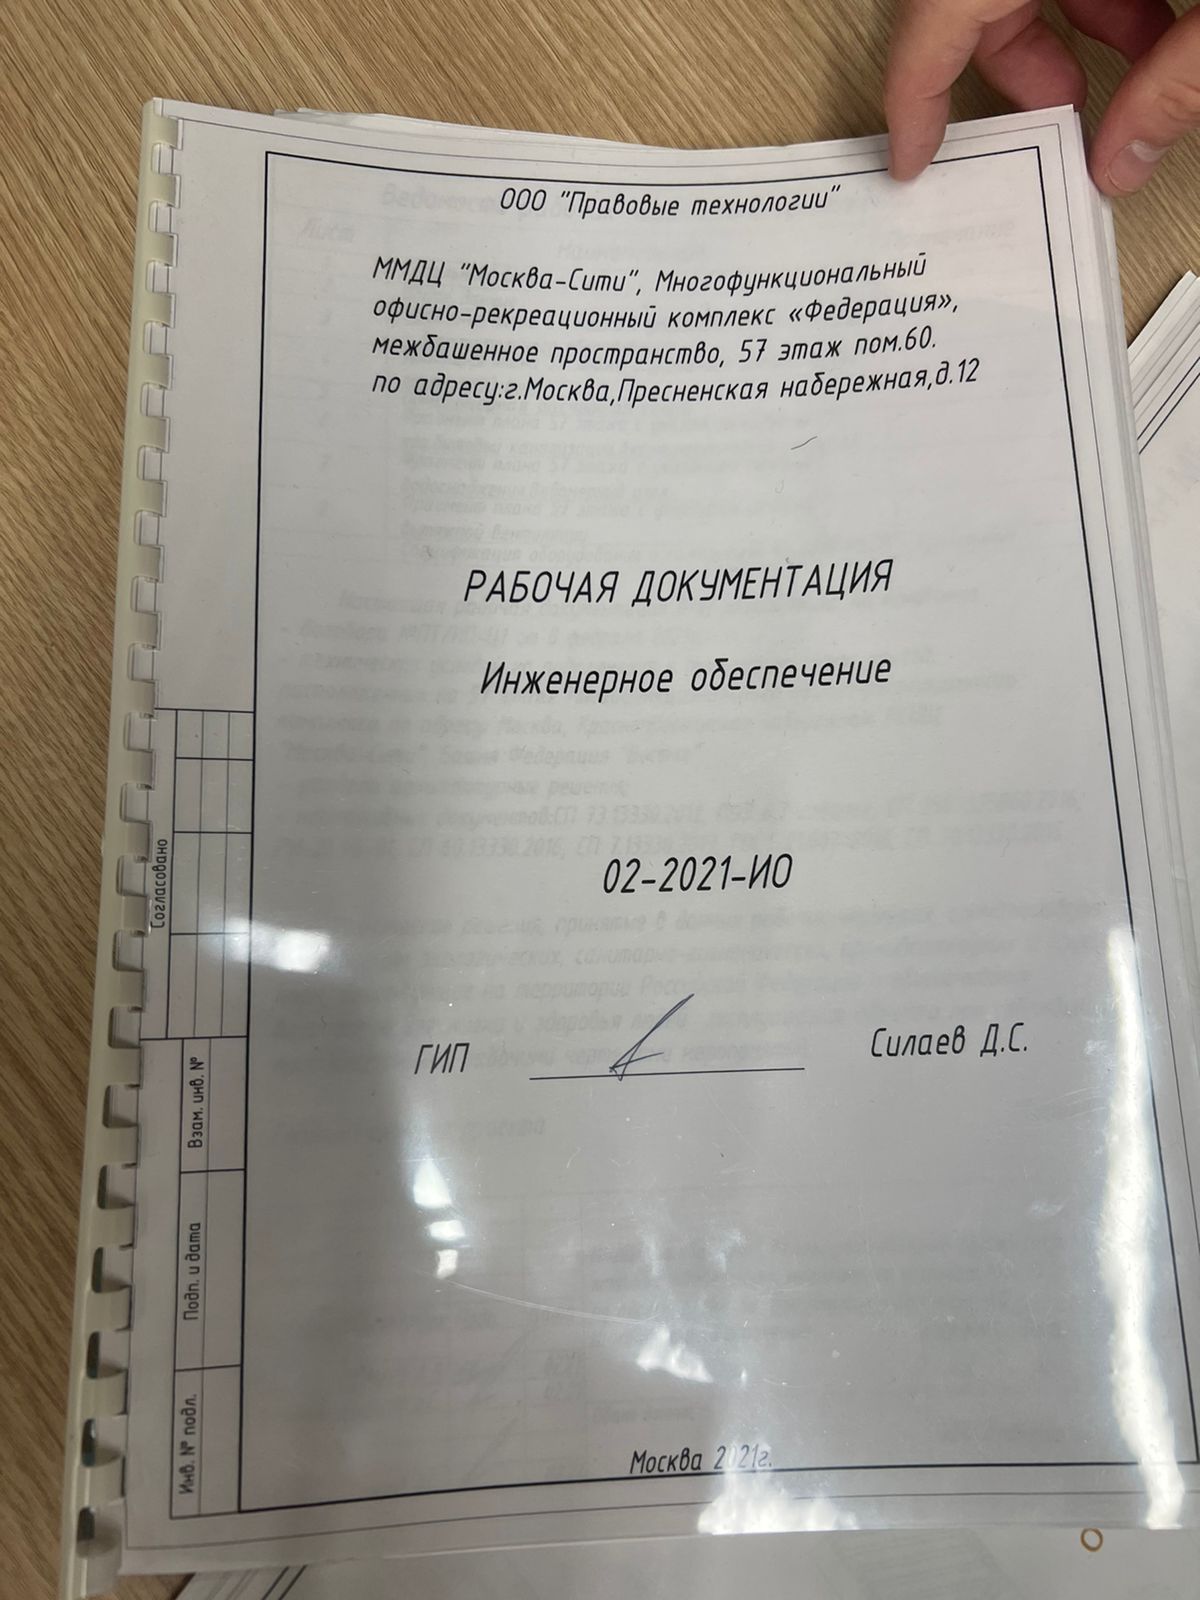 ООО "Правовые технологии"
ММДЦ "Москва-Сити", Многофункциональный
офисно-рекреационный комплекс «Федерация»,
межбашенное пространство, 57 этаж пом.60.
по адресу:г.Москва,Пресненская набережная,д.12
РАБОЧАЯ ДОКУМЕНТАЦИЯ
Инженерное обеспечение
02-2021-ИО
ГИП Силаев Д.С.
Москва 2021г.
Согласовано
Взам. инв. №
Подп. и дата
Инв. № подл.